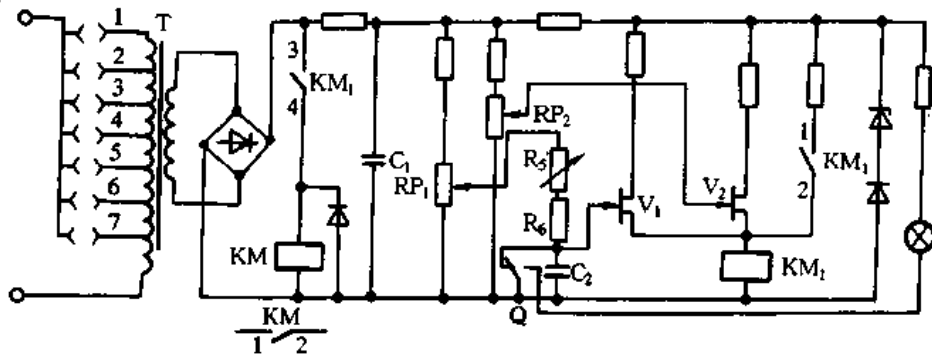 1
T
2
3
4
5
6
7
3
KM₁
4
KM
KM
1 2
C₁
RP₁
RP₂
R₅
R₆
C₂
Q
V₁
V₂
1
KM₁
2
KM₁